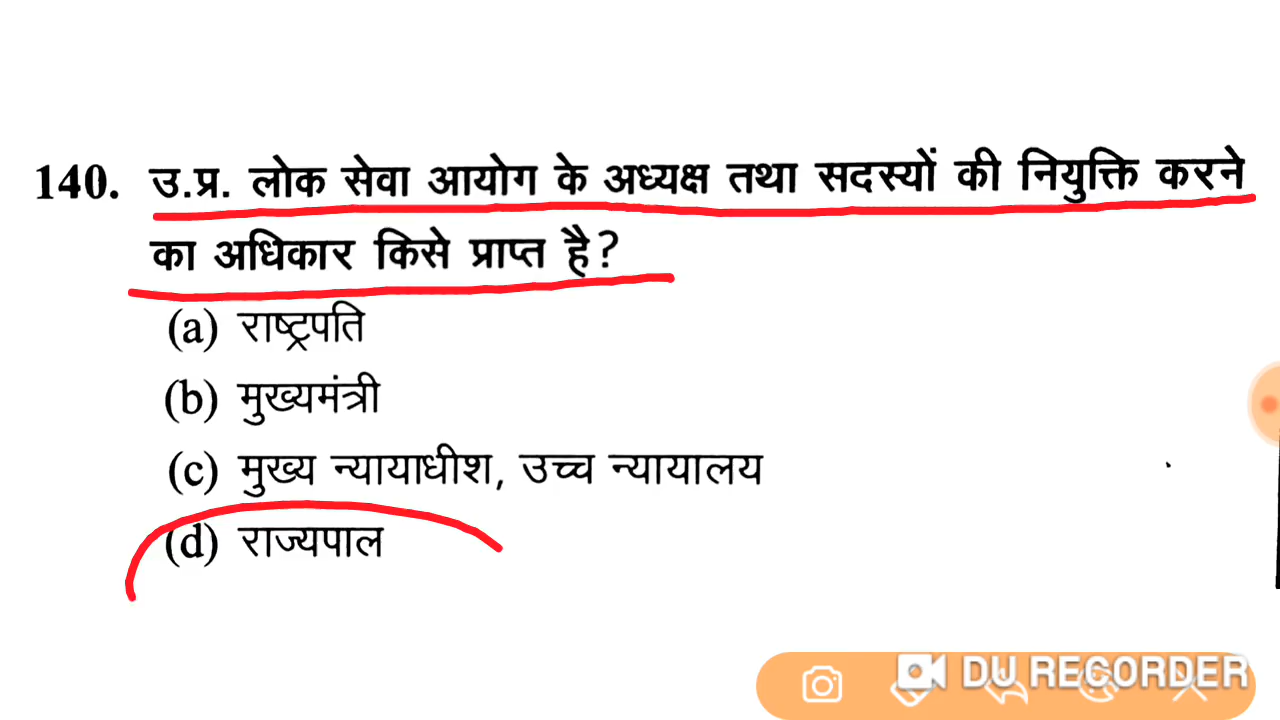 140. उ.प्र. लोक सेवा आयोग के अध्यक्ष तथा सदस्यों की नियुक्ति करने
का अधिकार किसे प्राप्त है?
(a) राष्ट्रपति
(b) मुख्यमंत्री
(c) मुख्य न्यायाधीश, उच्च न्यायालय
(d) राज्यपाल
DU RECORDER